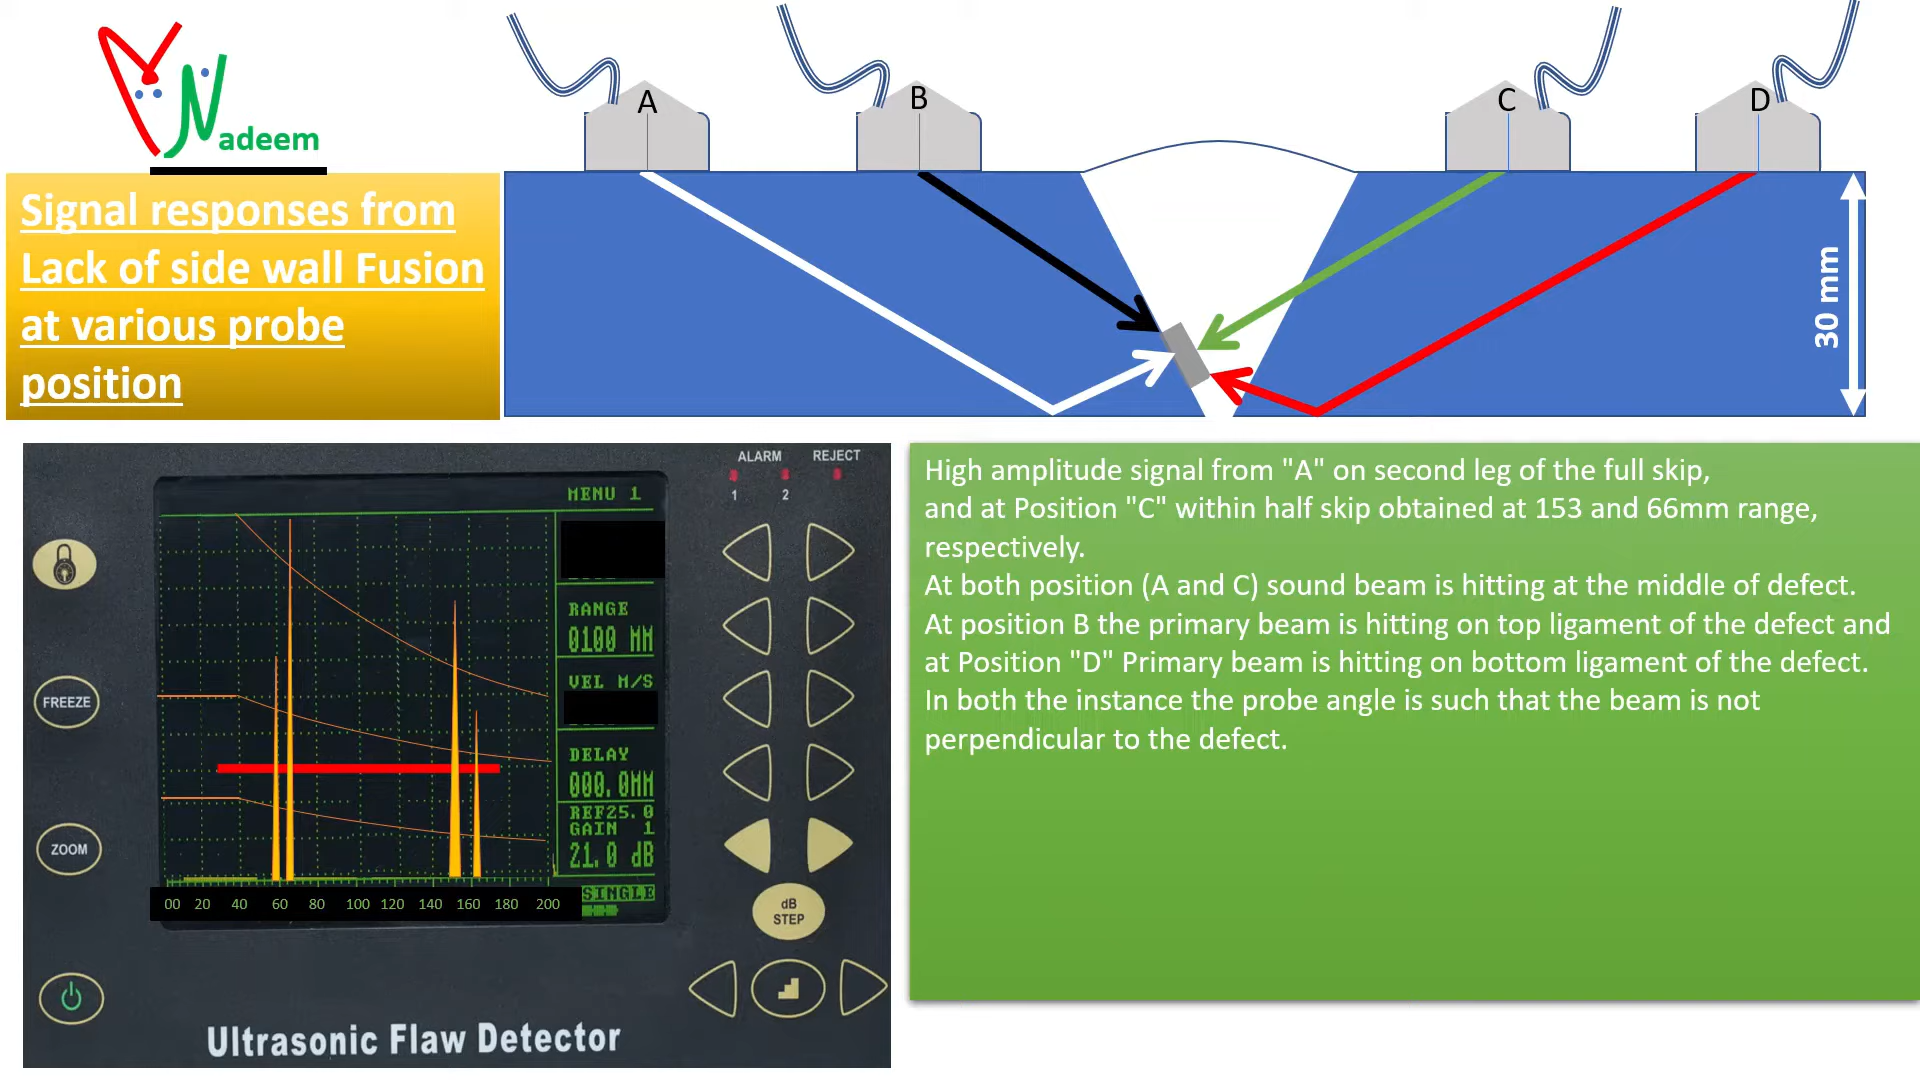 Nadeem
A
B
C
D
Signal responses from
Lack of side wall Fusion
at various probe
position
30 mm
ALARM
REJECT
1
2
MENU 1
RANGE
0100 MM
VEL M/S
DELAY
000.0MM
REF25.0
GAIN 1
21.0 dB
SINGLE
FREEZE
ZOOM
dB
STEP
00 20 40 60 80 100 120 140 160 180 200
Ultrasonic Flaw Detector
High amplitude signal from "A" on second leg of the full skip,
and at Position "C" within half skip obtained at 153 and 66mm range,
respectively.
At both position (A and C) sound beam is hitting at the middle of defect.
At position B the primary beam is hitting on top ligament of the defect and
at Position "D" Primary beam is hitting on bottom ligament of the defect.
In both the instance the probe angle is such that the beam is not
perpendicular to the defect.